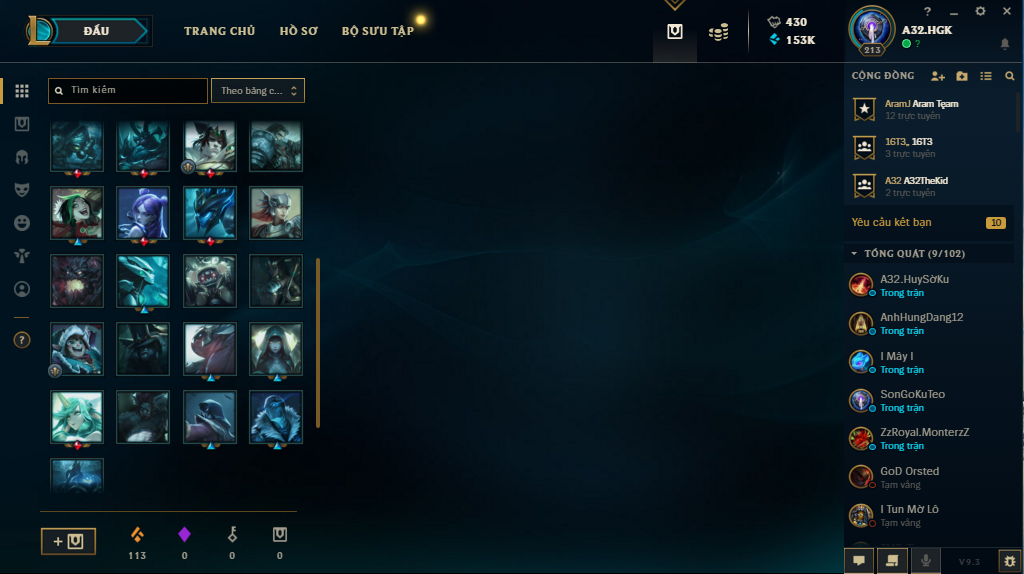 ĐẤU
TRANG CHỦ
HỒ SƠ
BỘ SƯU TẬP
430
153K
?
A32.HGK
?
213
Tìm kiếm
Theo bảng c...
CỘNG ĐỒNG
AramJ Aram Tęam
12 trực tuyến
16T3,, 16T3
3 trực tuyến
A32 A32TheKid
2 trực tuyến
Yêu cầu kết bạn
10
TỔNG QUÁT (9/102)
A32.HuySờKu
Trong trận
AnhHungDang12
Trong trận
I Mây I
Trong trận
SonGoKuTeo
Trong trận
ZzRoyal.MonterzZ
Trong trận
GoD Orsted
Tạm vắng
I Tun Mờ Lô
Tạm vắng
?
+
113
0
0
0
V9.3